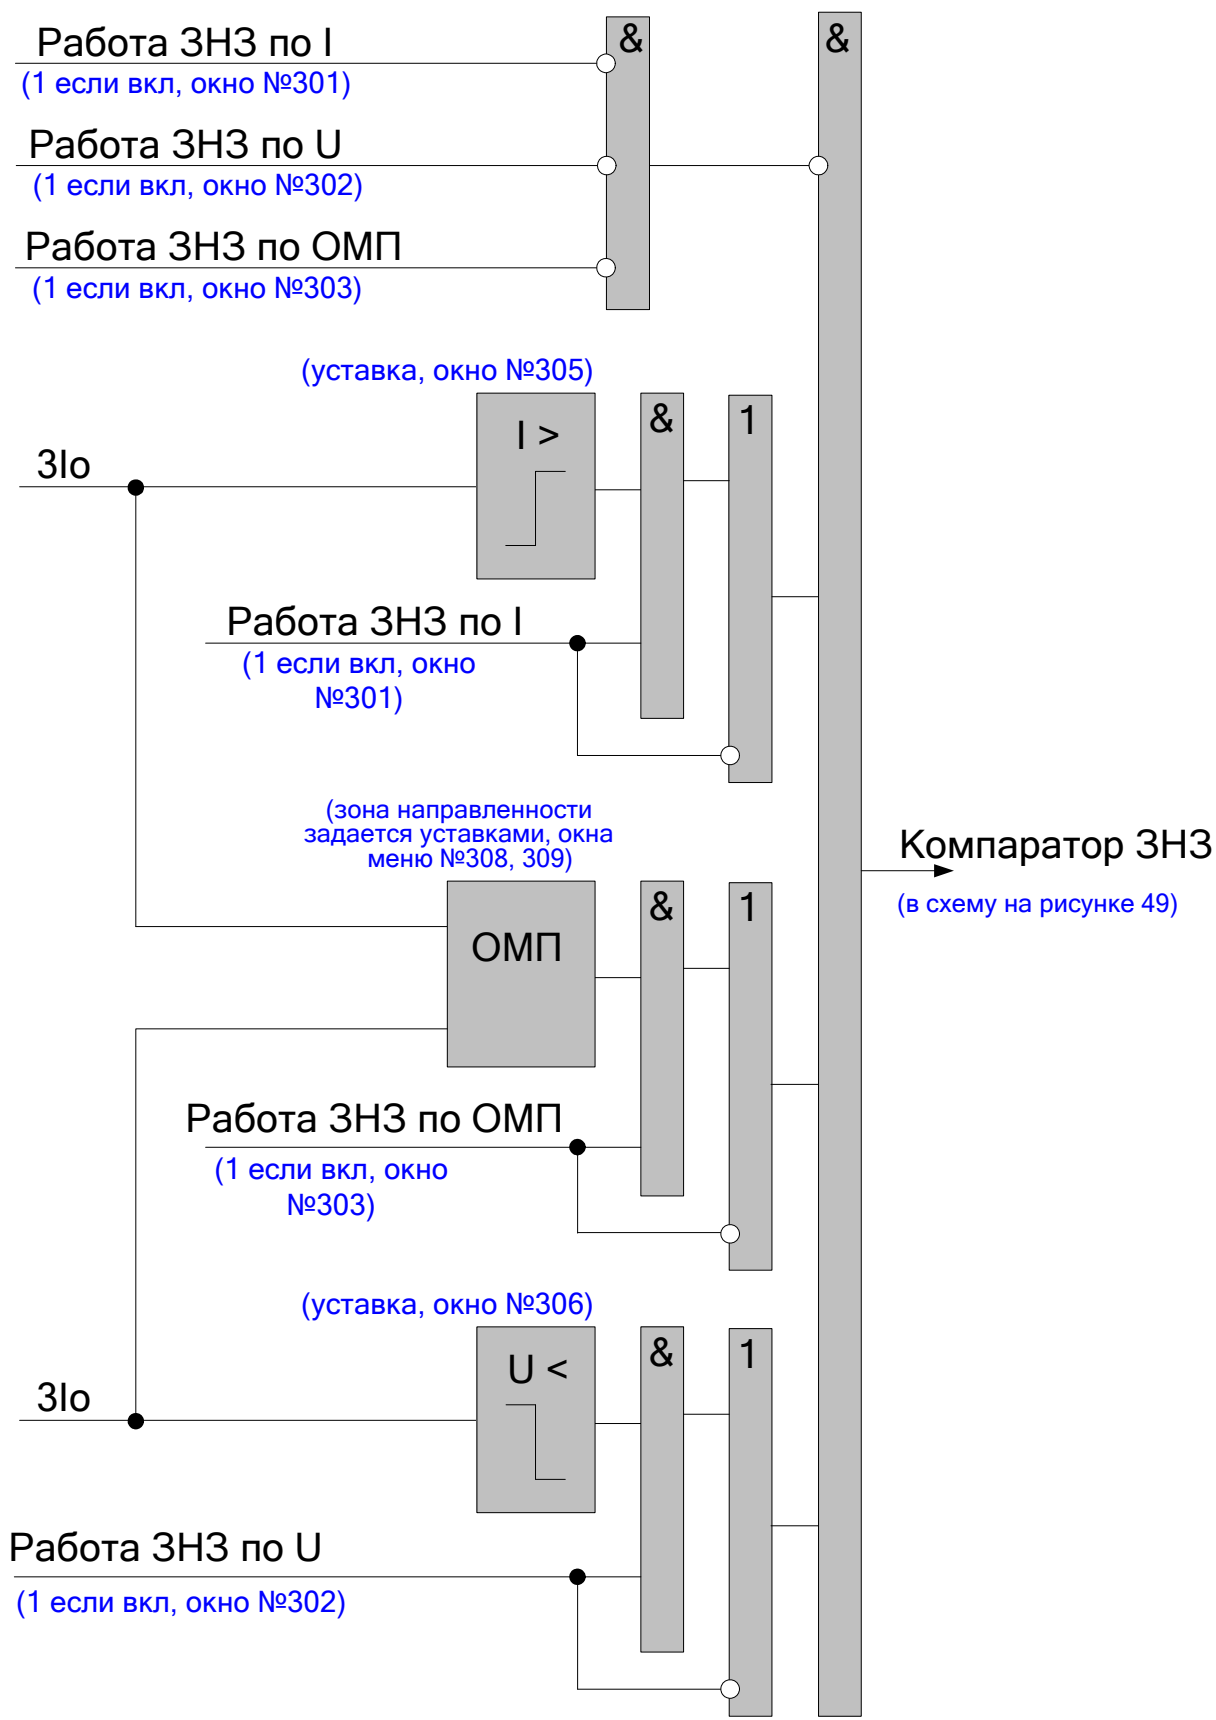 Работа ЗНЗ по I
(1 если вкл, окно №301)
&
&
Работа ЗНЗ по U
(1 если вкл, окно №302)
Работа ЗНЗ по ОМП
(1 если вкл, окно №303)
(уставка, окно №305)
3Io
I >
&
1
Работа ЗНЗ по I
(1 если вкл, окно
№301)
(зона направленности
задается уставками, окна
меню №308, 309)
ОМП
&
1
Компаратор ЗНЗ
(в схему на рисунке 49)
Работа ЗНЗ по ОМП
(1 если вкл, окно
№303)
(уставка, окно №306)
3Io
U <
&
1
Работа ЗНЗ по U
(1 если вкл, окно №302)